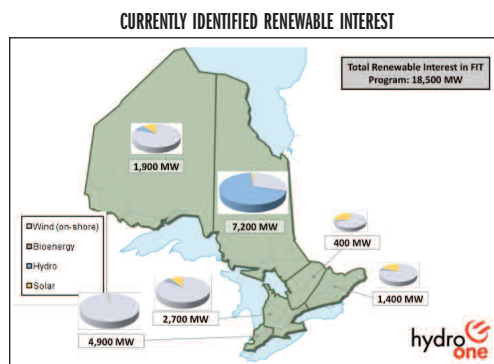 CURRENTLY IDENTIFIED RENEWABLE INTEREST
Total Renewable Interest in FIT
Program: 18,500 MW
1,900 MW
7,200 MW
Wind (on-shore)
Bioenergy
Hydro
Solar
400 MW
1,400 MW
2,700 MW
4,900 MW
hydro
one